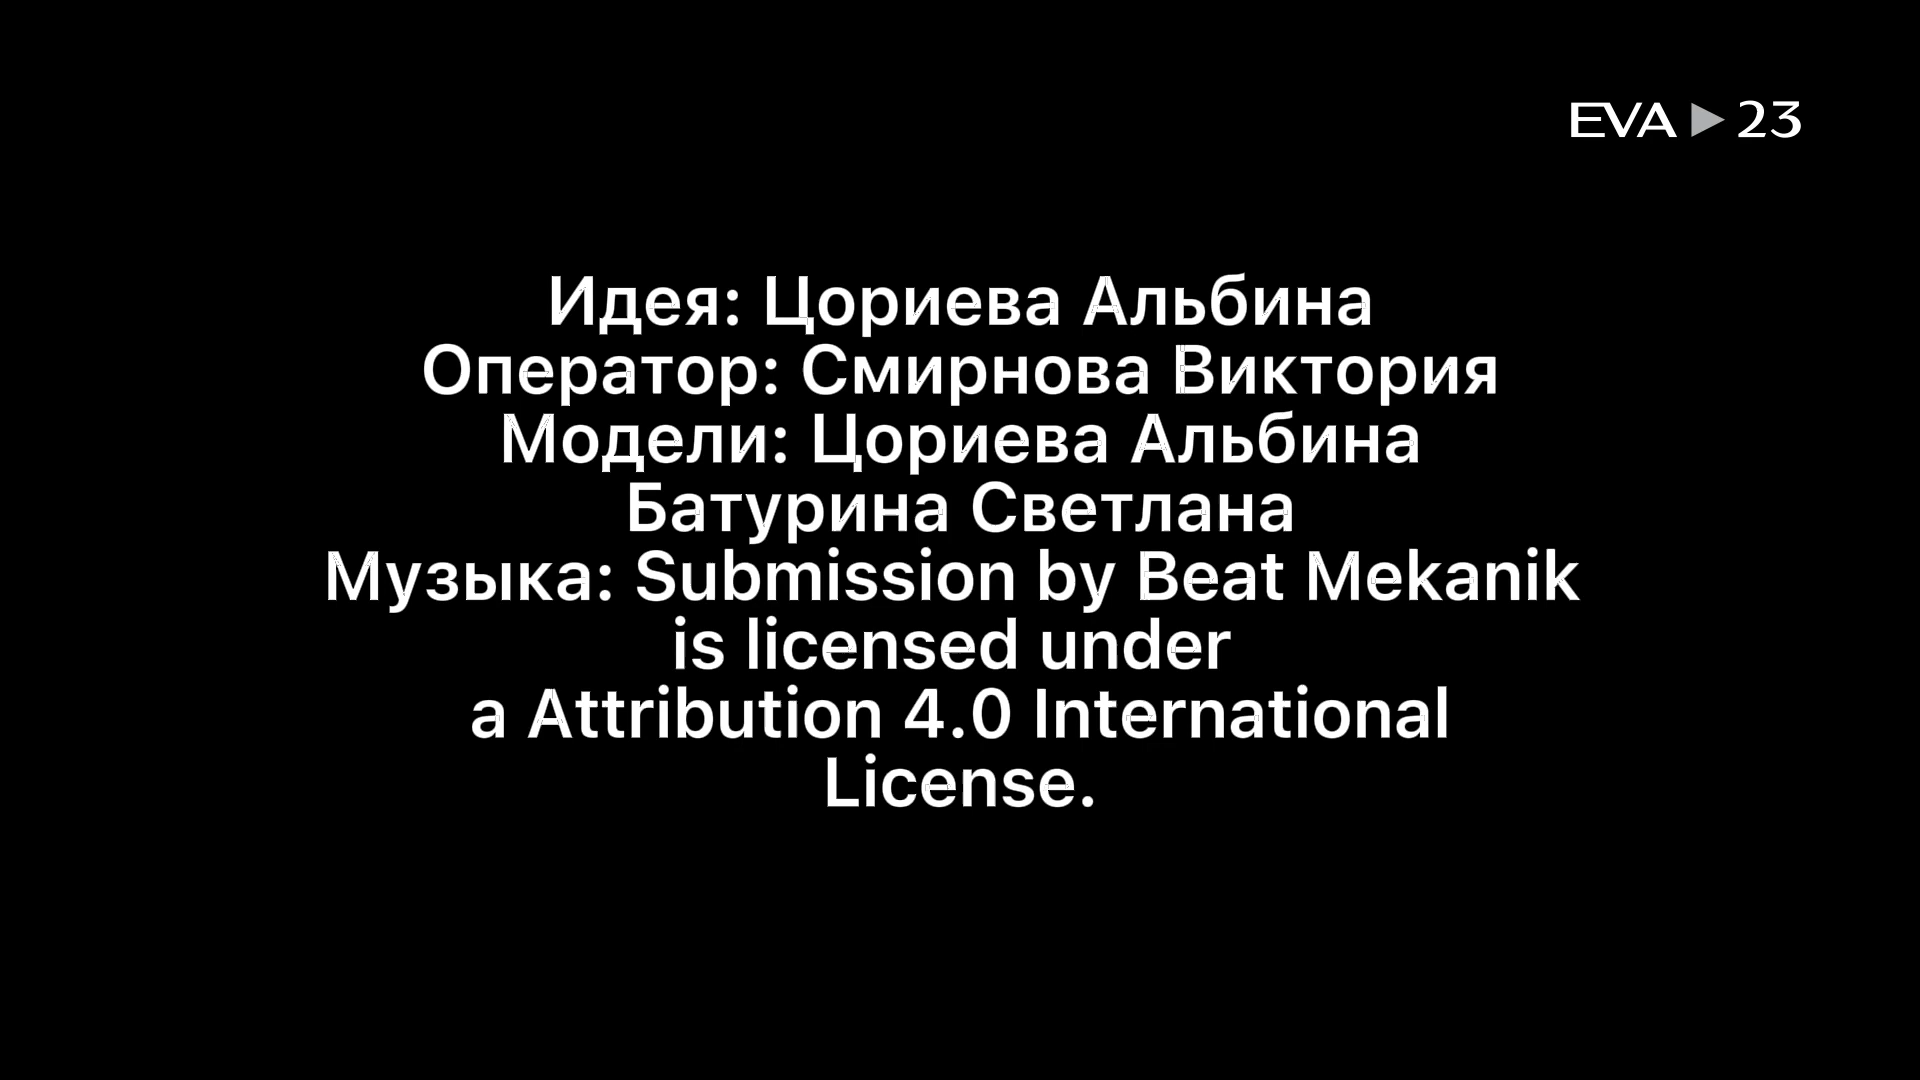 EVA 23
Идея: Цориева Альбина
Оператор: Смирнова Виктория
Модели: Цориева Альбина
Батурина Светлана
Музыка: Submission by Beat Mekanik
is licensed under
a Attribution 4.0 International
License.